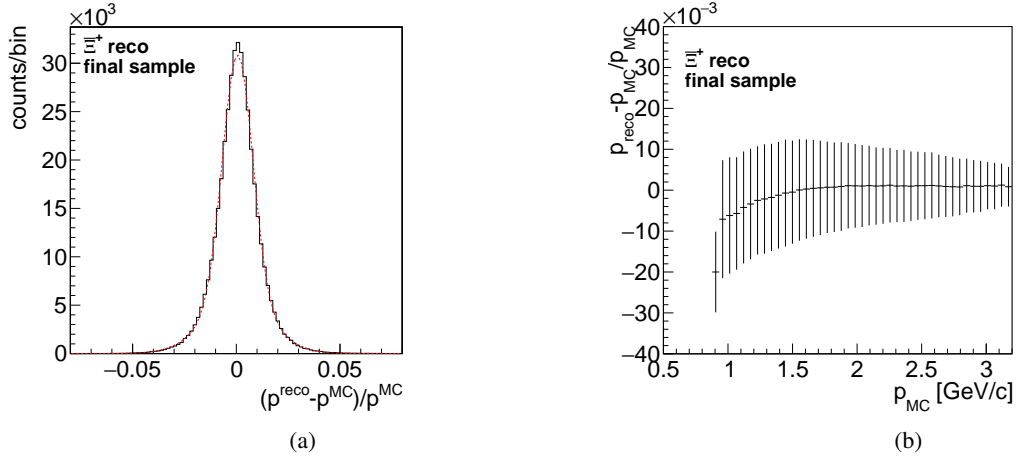 ×10³
Ξ̅⁺ reco
final sample
counts/bin
30
25
20
15
10
5
0
−0.05 0 0.05
(p^reco-p^MC)/p^MC
(a)
×10⁻³
Ξ̅⁺ reco
final sample
p_reco-p_MC/p_MC
40
30
20
10
0
−10
−20
−30
−40
0.5 1 1.5 2 2.5 3
p_MC [GeV/c]
(b)